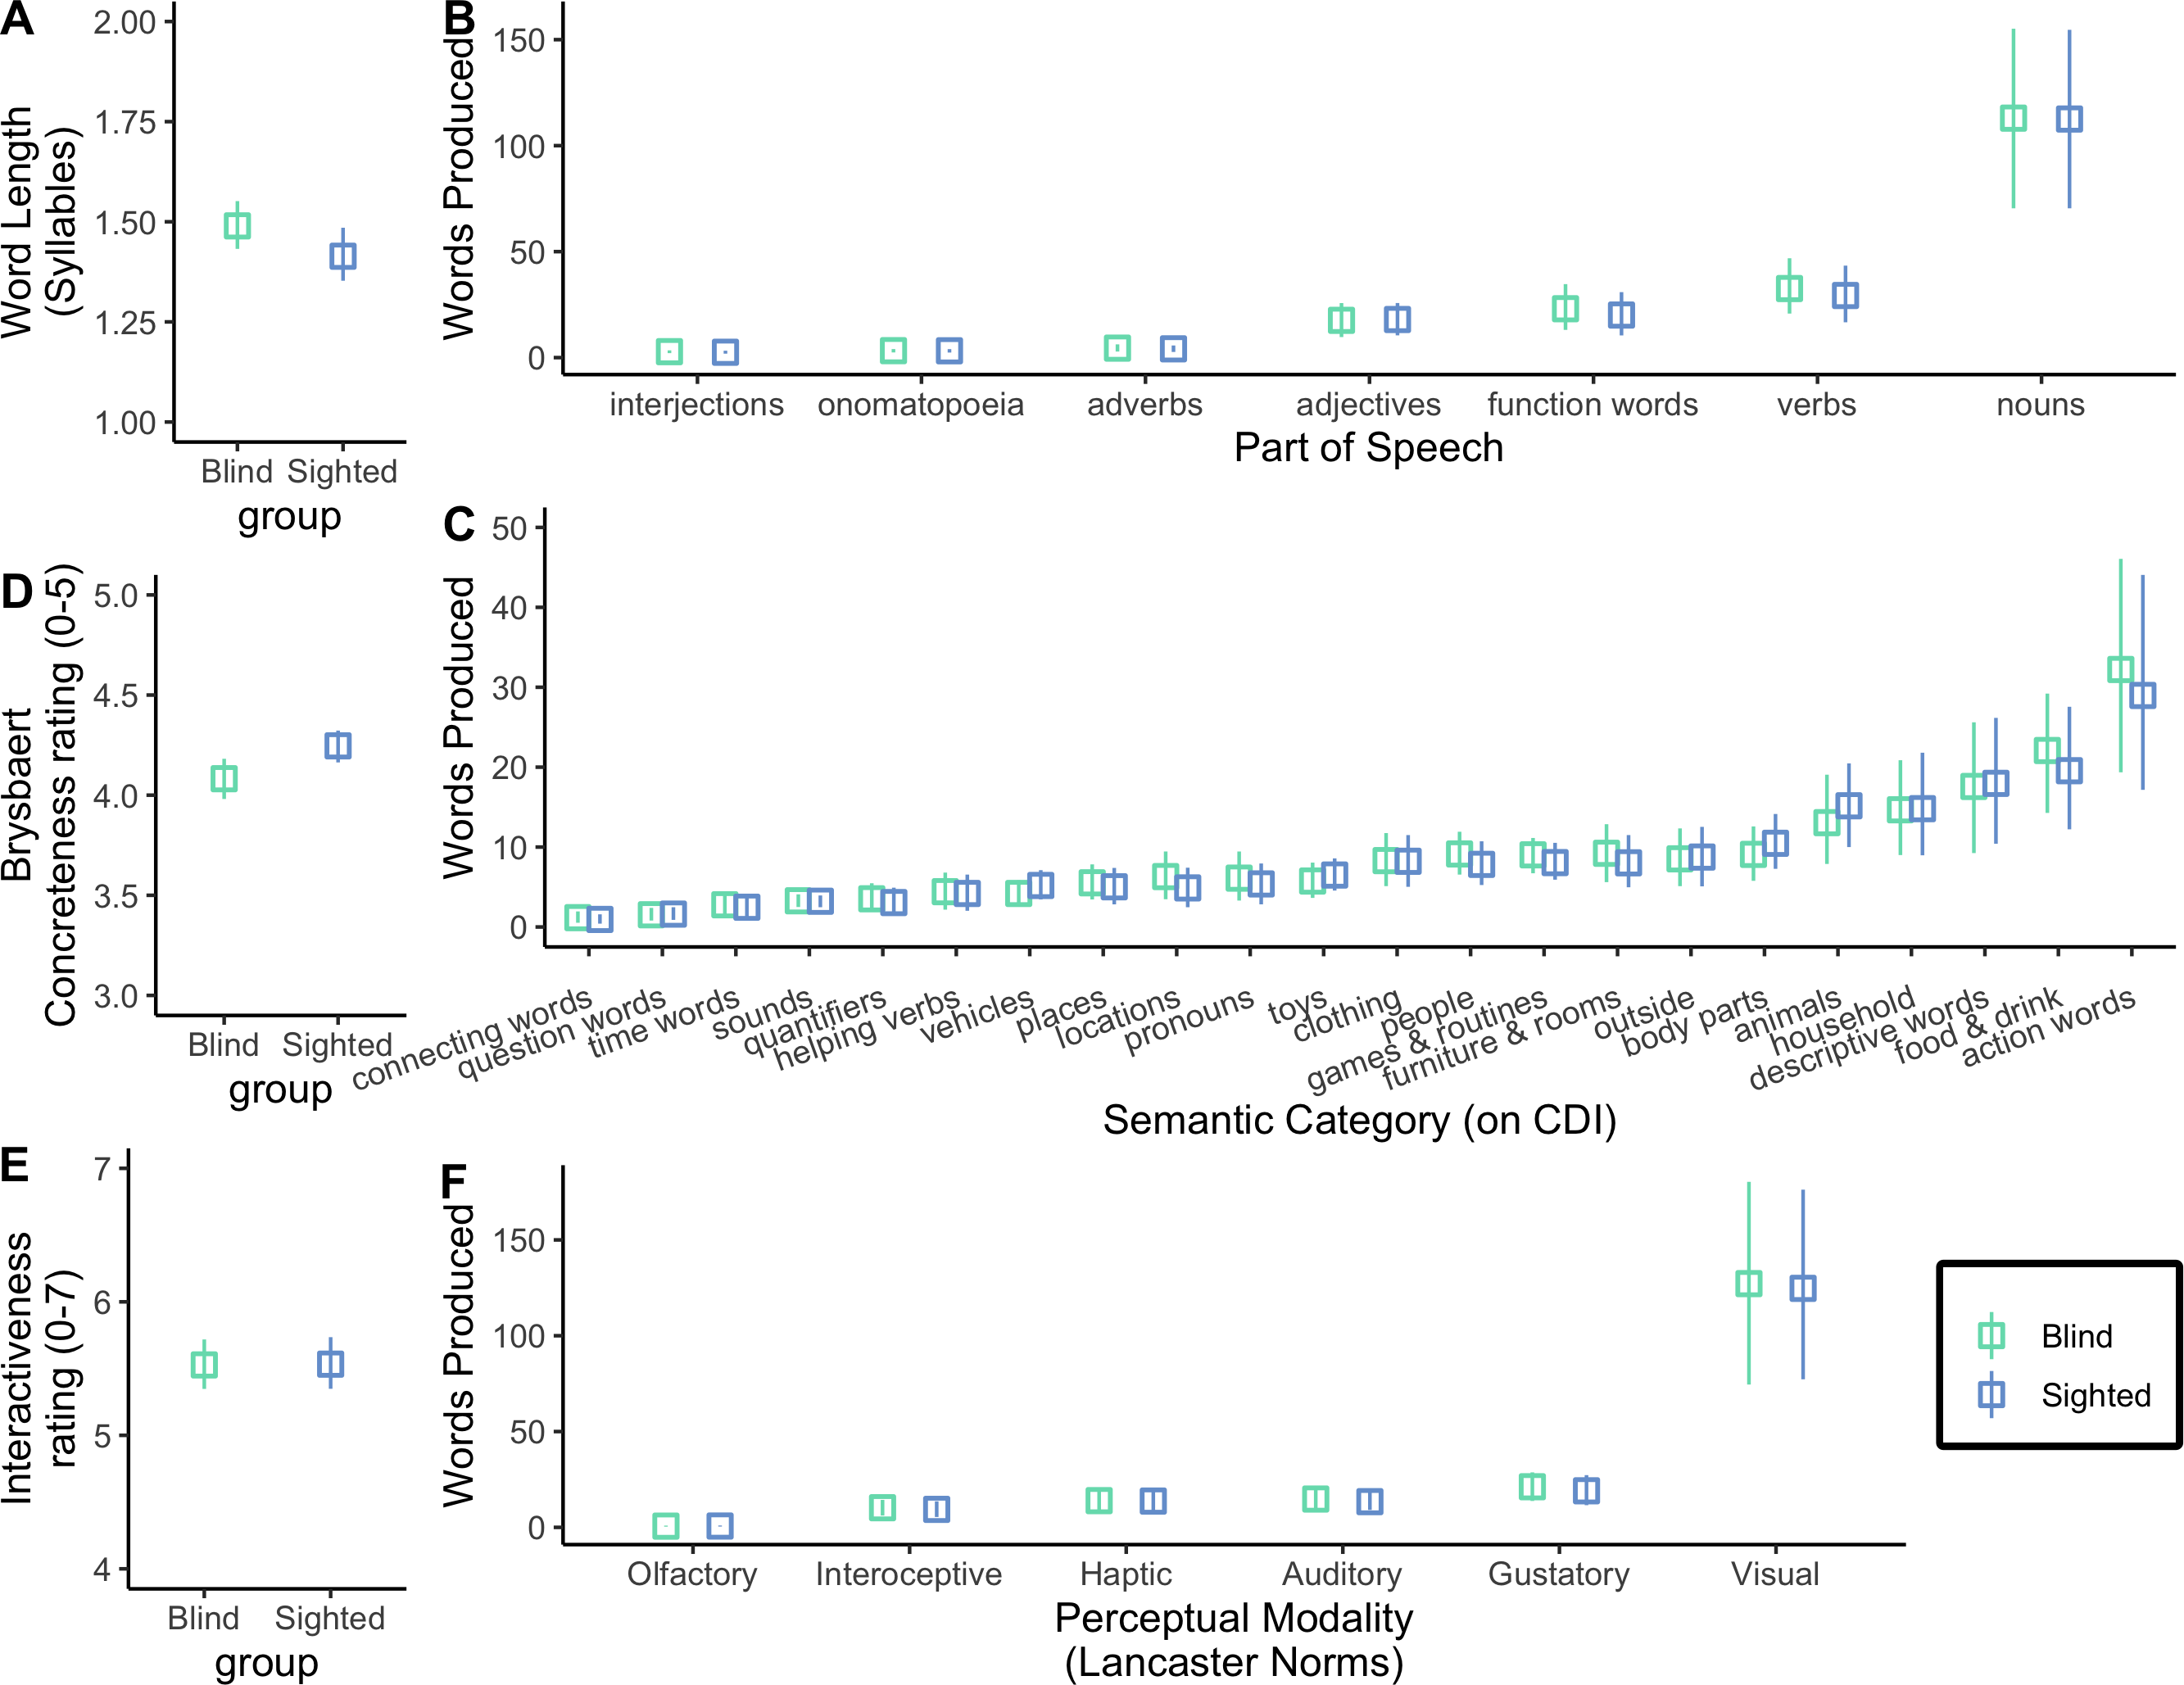 A
2.00
1.75
1.50
1.25
1.00
Word Length
(Syllables)
Blind Sighted
group
B
150
100
50
0
Words Produced
interjections onomatopoeia adverbs adjectives function words verbs nouns
Part of Speech
C
50
40
30
20
10
0
Words Produced
connecting words
question words
time words
sounds
quantifiers
helping verbs
vehicles
places
locations
pronouns
toys
clothing
people
games & routines
furniture & rooms
outside
body parts
animals
household
descriptive words
food & drink
action words
Semantic Category (on CDI)
D
5.0
4.5
4.0
3.5
3.0
Brysbaert
Concreteness rating (0-5)
Blind Sighted
group
E
7
6
5
4
Interactiveness
rating (0-7)
Blind Sighted
group
F
150
100
50
0
Words Produced
Olfactory Interoceptive Haptic Auditory Gustatory Visual
Perceptual Modality
(Lancaster Norms)
Blind
Sighted